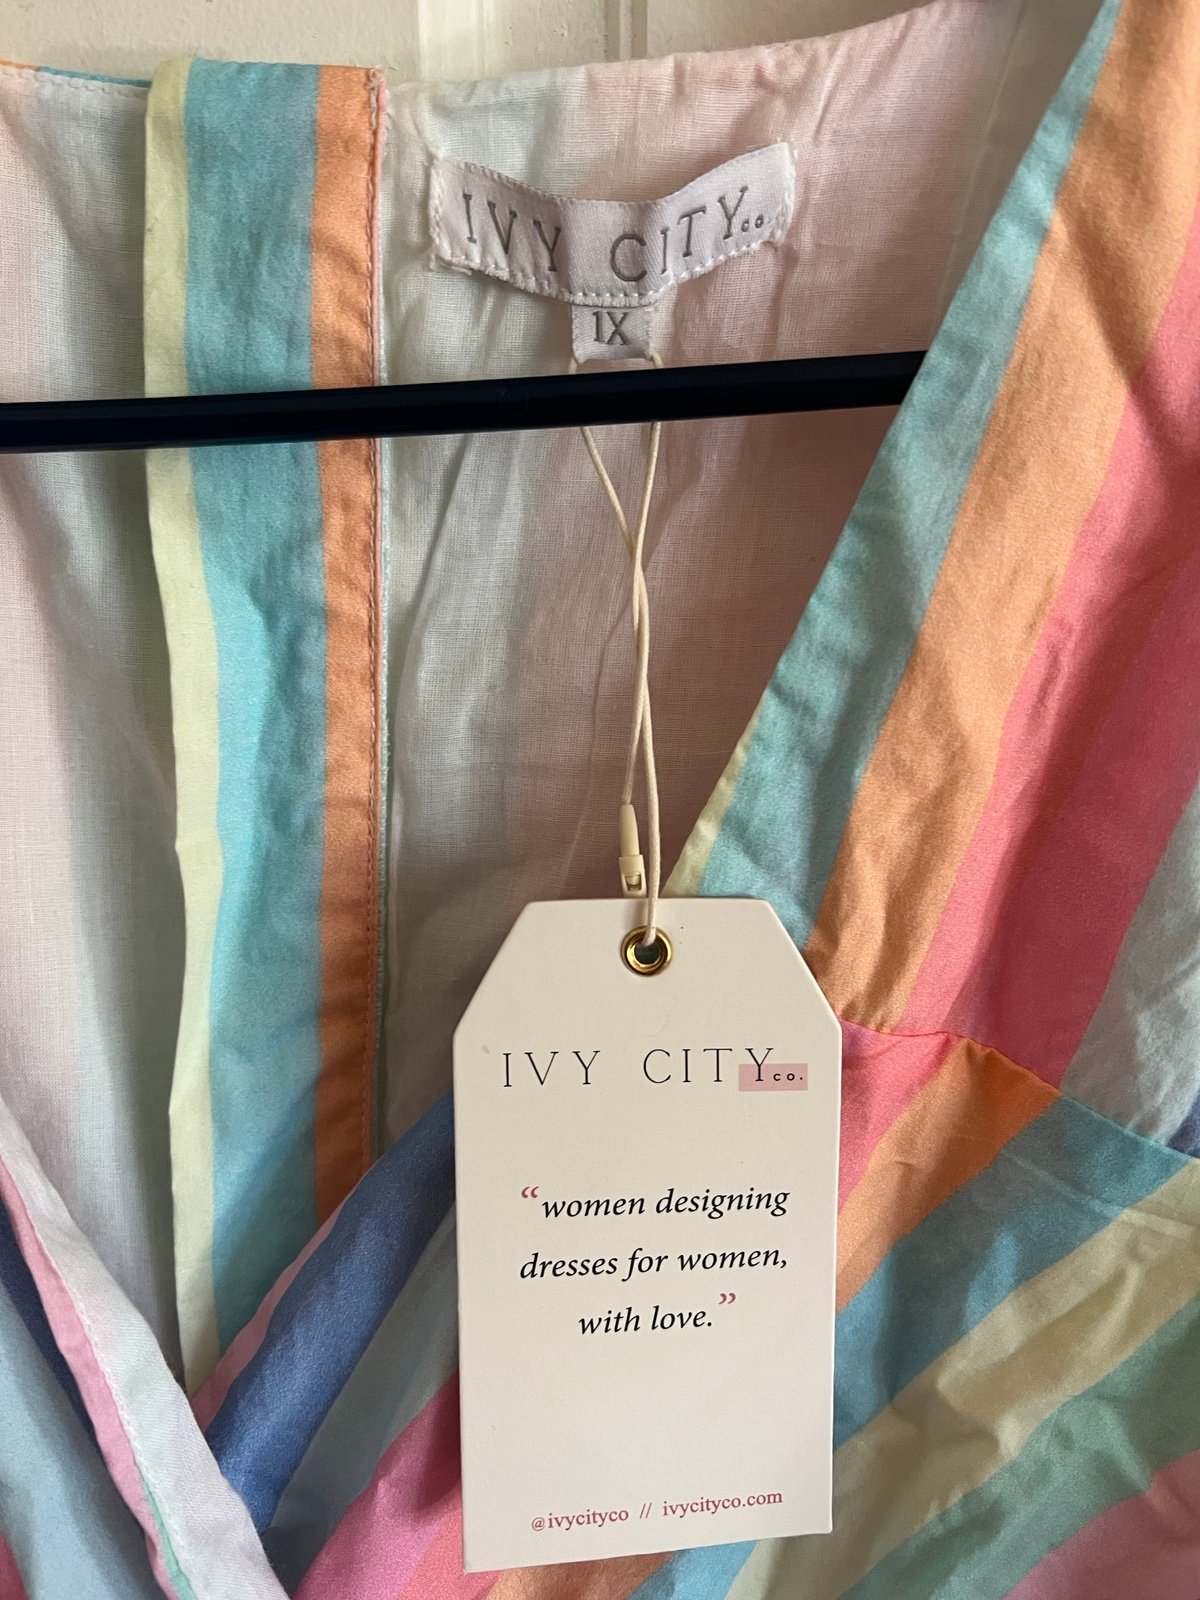 IVY CITY co.
1X
IVY CITY co.
“women designing
dresses for women,
with love.”
@ivycityco // ivycityco.com